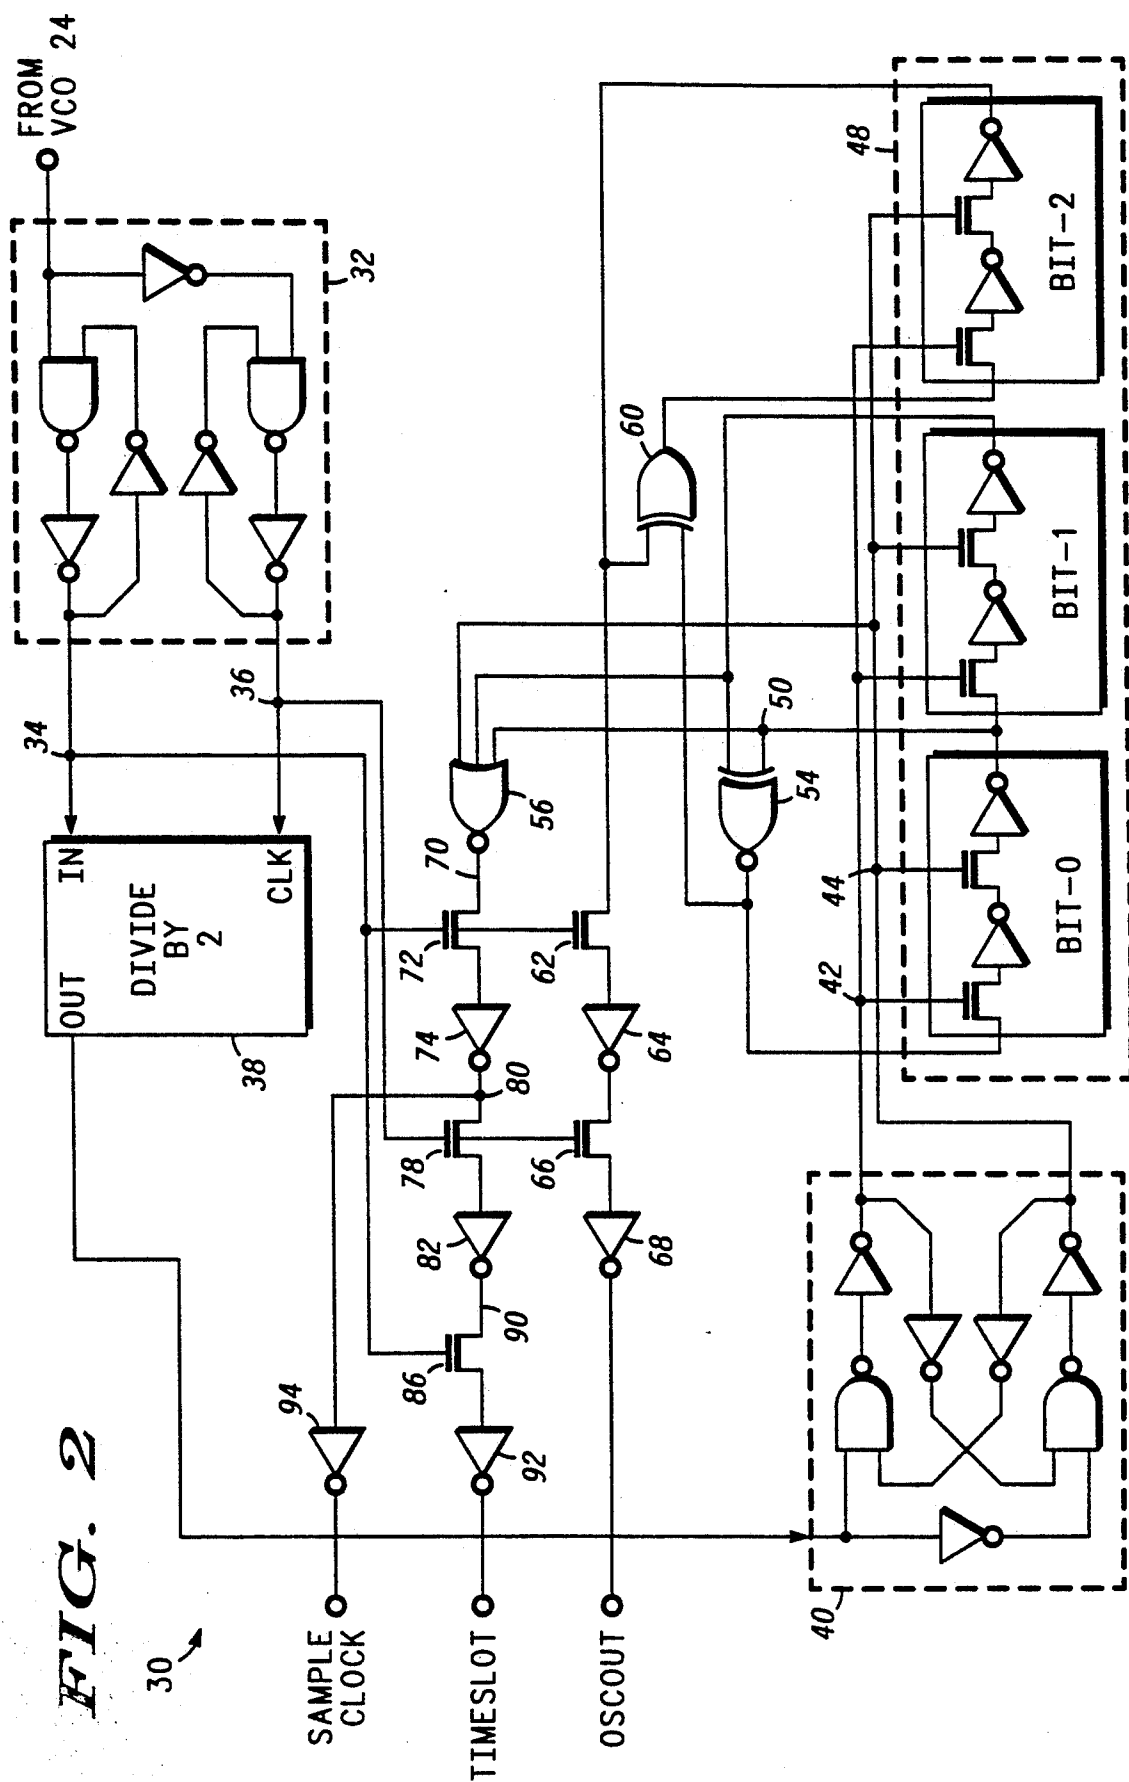 FIG. 2
30
FROM
VCO 24
32
34
36
IN
OUT
CLK
DIVIDE
BY
2
38
SAMPLE
CLOCK
94
TIMESLOT
92
86
90
82
78
80
74
72
70
56
OSCOUT
68
66
64
62
60
50
54
40
42
44
48
BIT-0
BIT-1
BIT-2